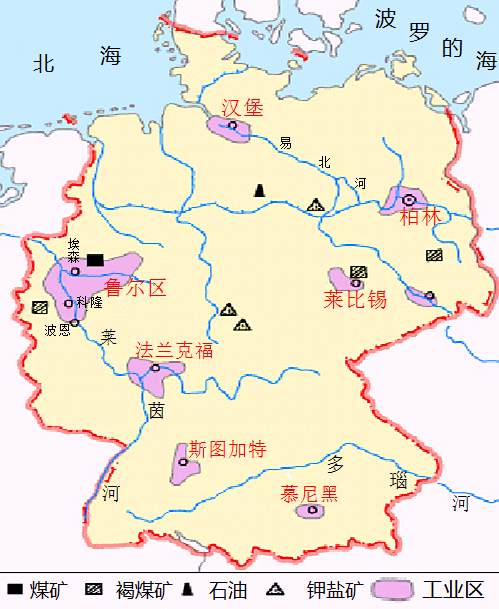 波
罗
的
海
北 海
汉堡
易
北
河
柏林
埃
森
鲁尔区
科隆
波恩
莱比锡
莱
法兰克福
茵
河
斯图加特
多
瑙
河
慕尼黑
煤矿 褐煤矿 石油 钾盐矿 工业区